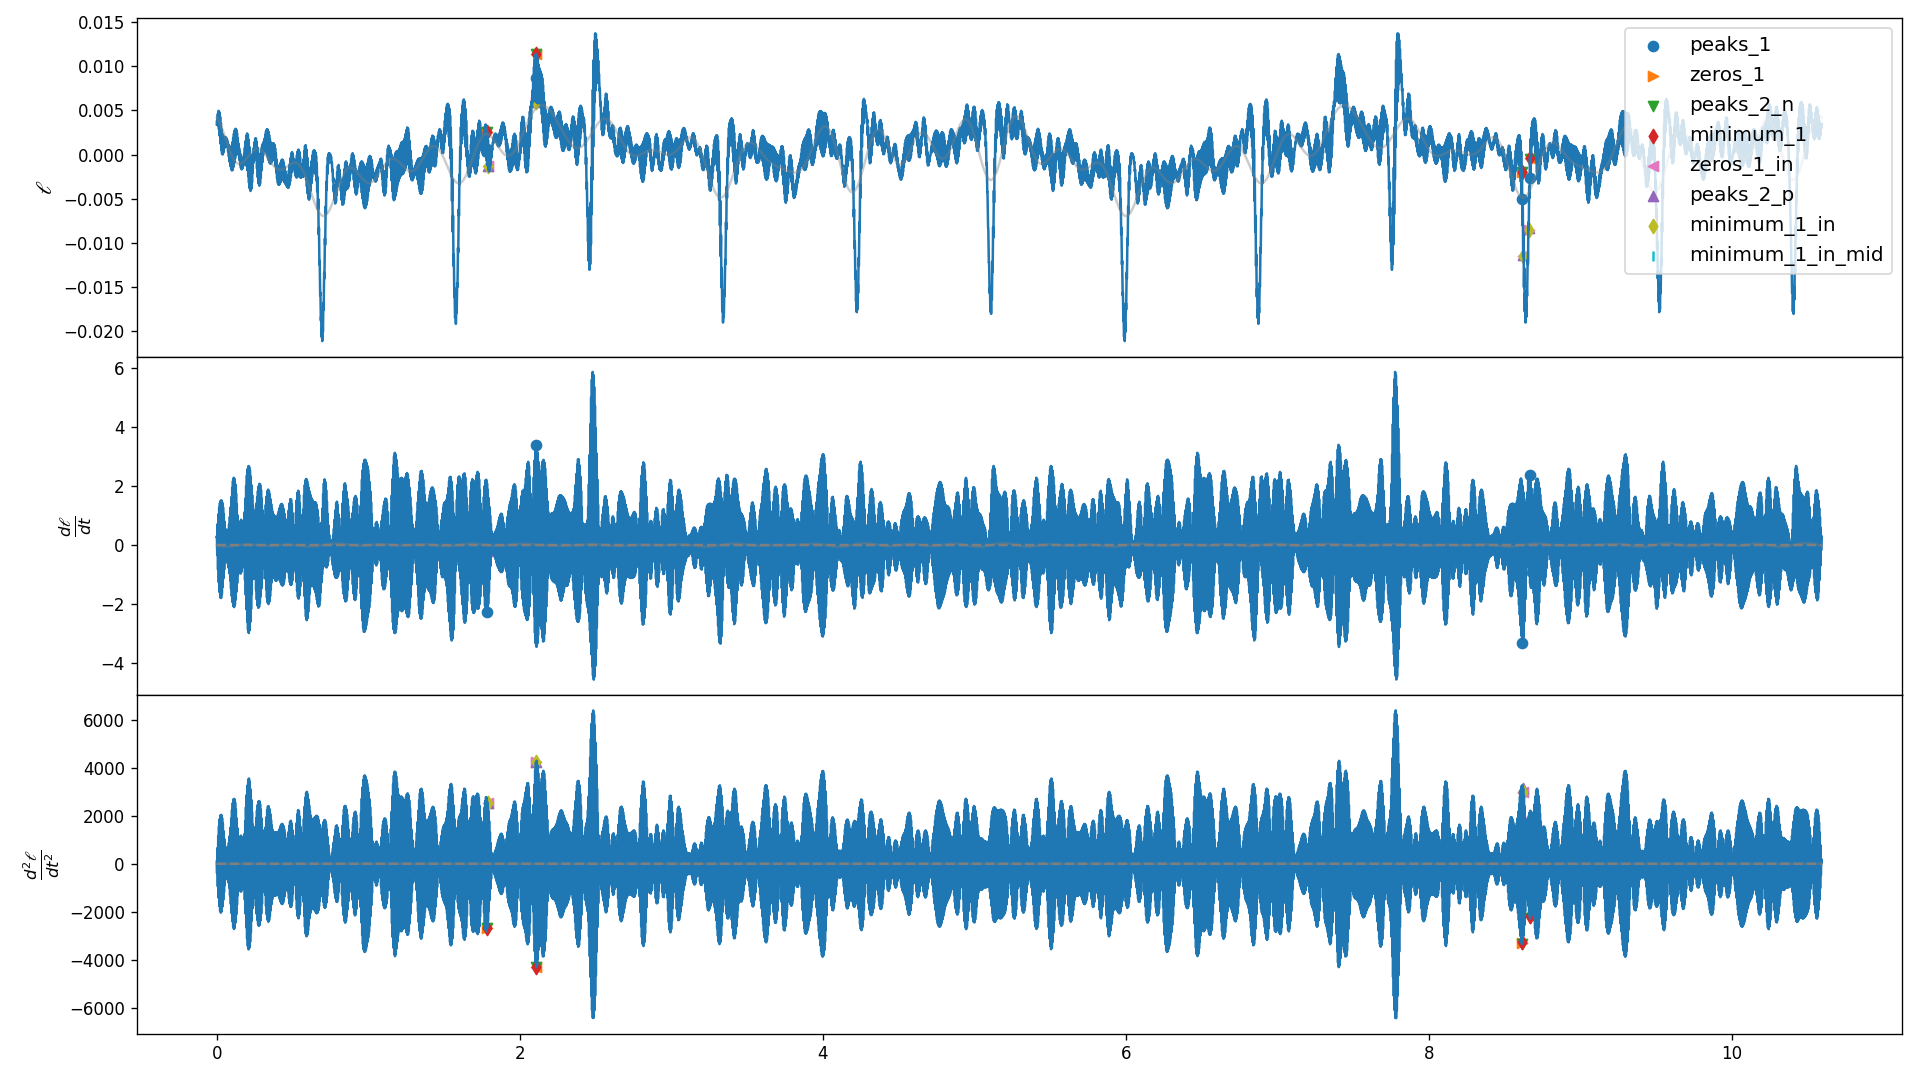 0.015
0.010
0.005
0.000
−0.005
−0.010
−0.015
−0.020
ℓ
peaks_1
zeros_1
peaks_2_n
minimum_1
zeros_1_in
peaks_2_p
minimum_1_in
minimum_1_in_mid
6
4
2
0
−2
−4
dℓ
dt
6000
4000
2000
0
−2000
−4000
−6000
d²ℓ
dt²
0 2 4 6 8 10